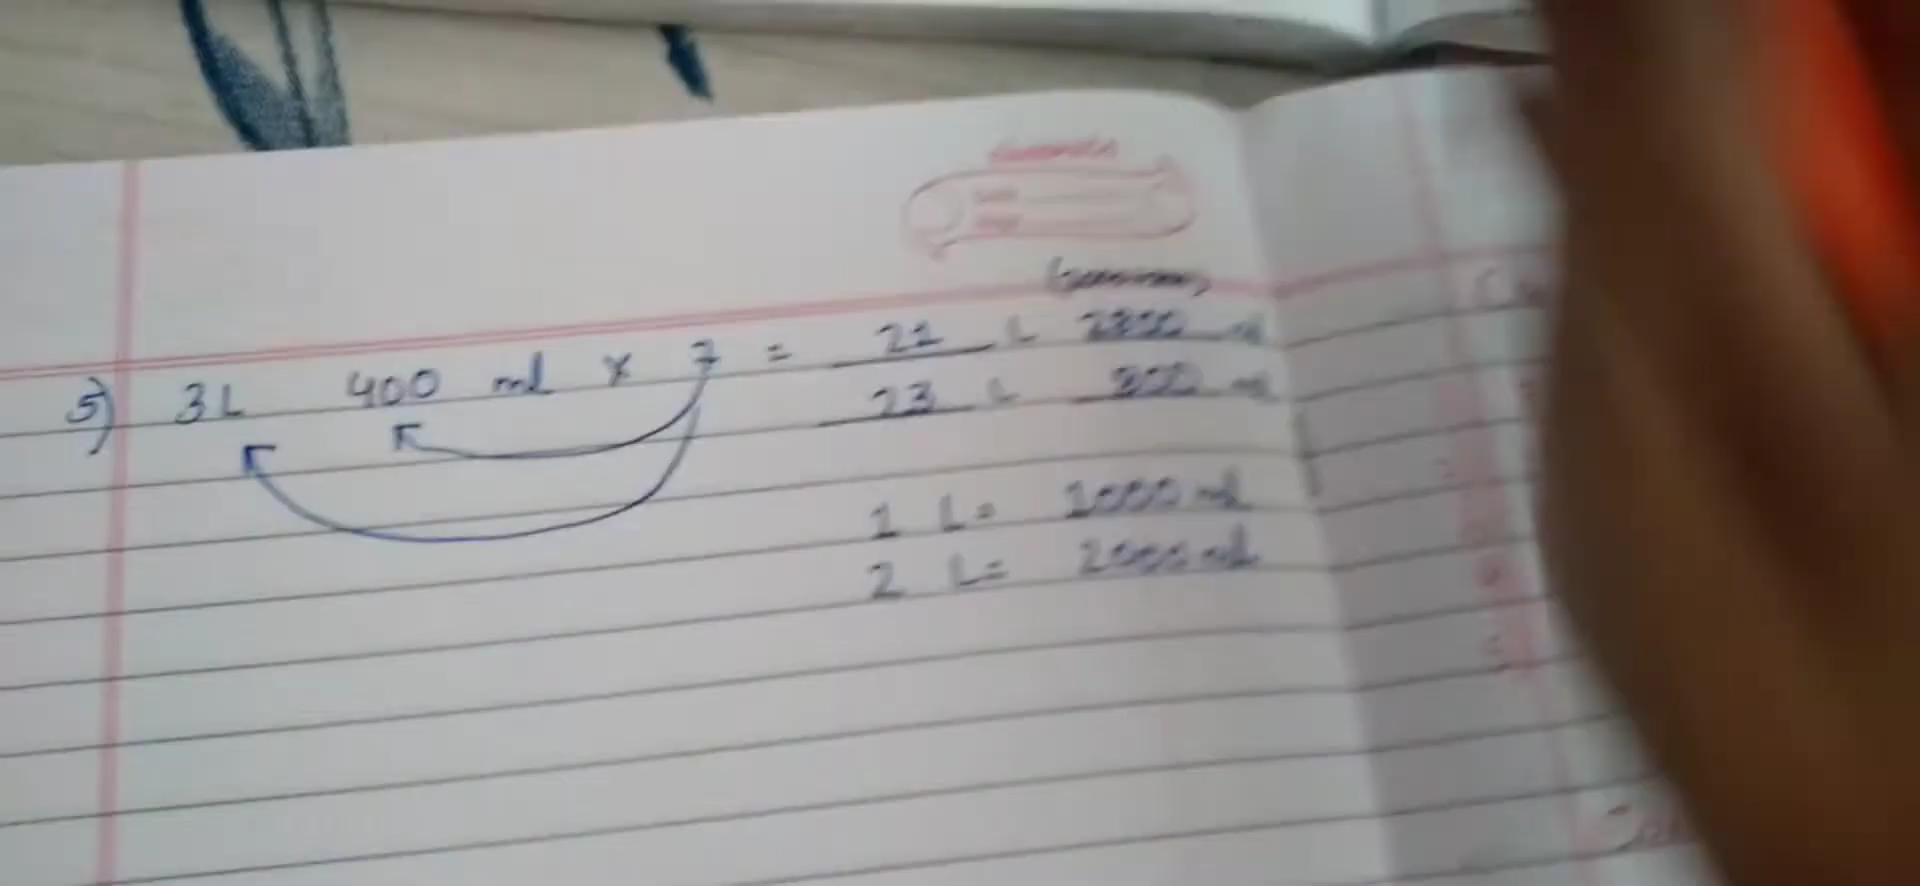 5) 3L 400 ml x 7 = 21 L 2800 ml
23 L 800 ml
1 L = 1000 ml
2 L = 2000 ml